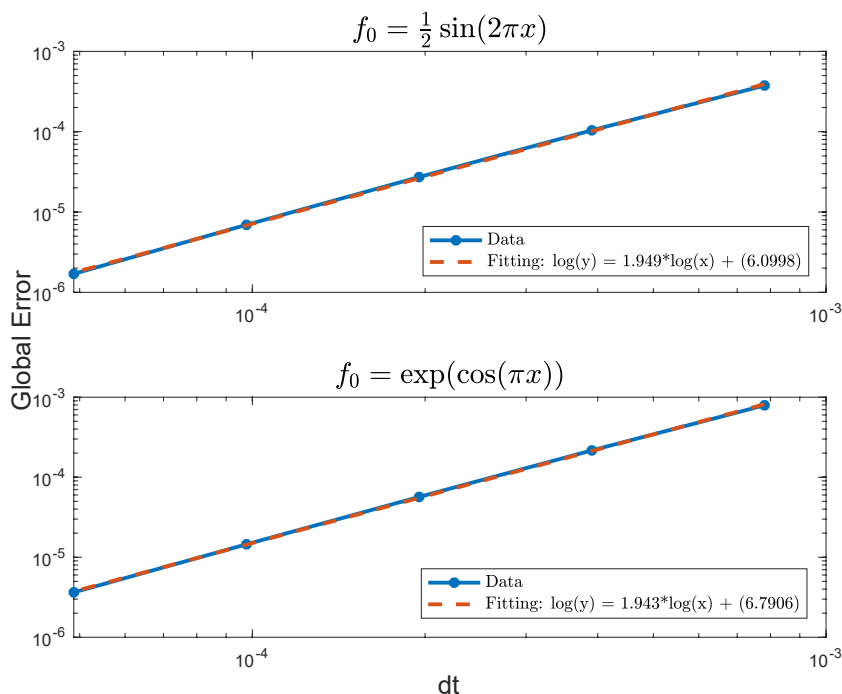 f₀ = ½ sin(2πx)
10⁻³
10⁻⁴
10⁻⁵
10⁻⁶
Data
Fitting: log(y) = 1.949*log(x) + (6.0998)
10⁻⁴ 10⁻³
Global Error
f₀ = exp(cos(πx))
10⁻³
10⁻⁴
10⁻⁵
10⁻⁶
Data
Fitting: log(y) = 1.943*log(x) + (6.7906)
10⁻⁴ 10⁻³
dt